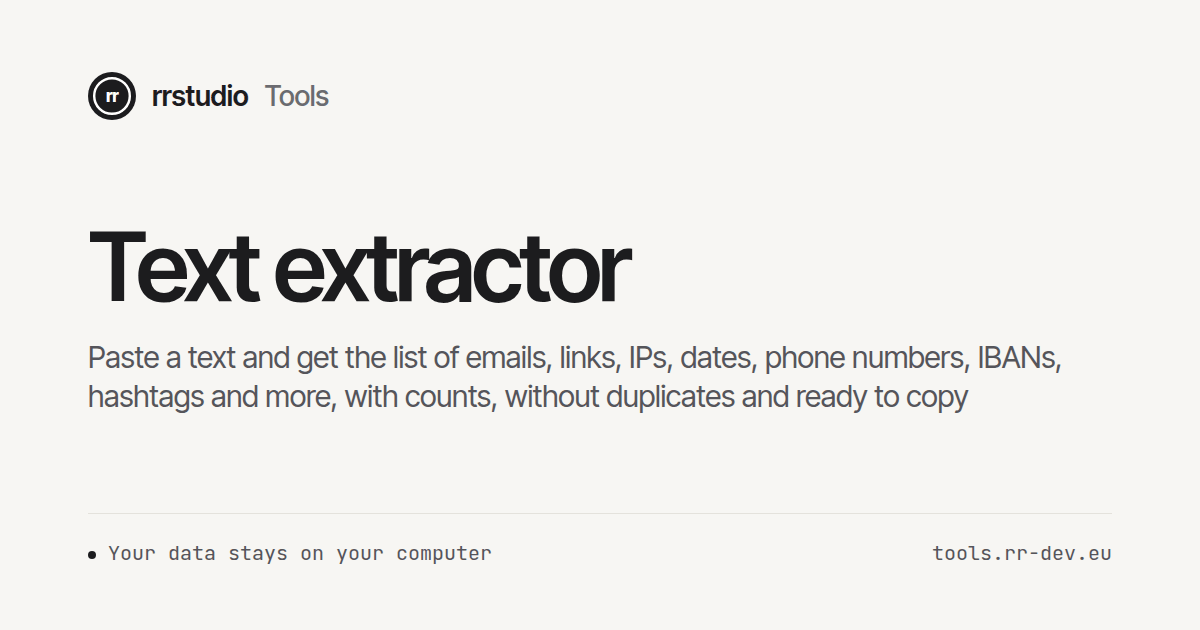 rr rrstudio Tools
Text extractor
Paste a text and get the list of emails, links, IPs, dates, phone numbers, IBANs,
hashtags and more, with counts, without duplicates and ready to copy
Your data stays on your computer
tools.rr-dev.eu